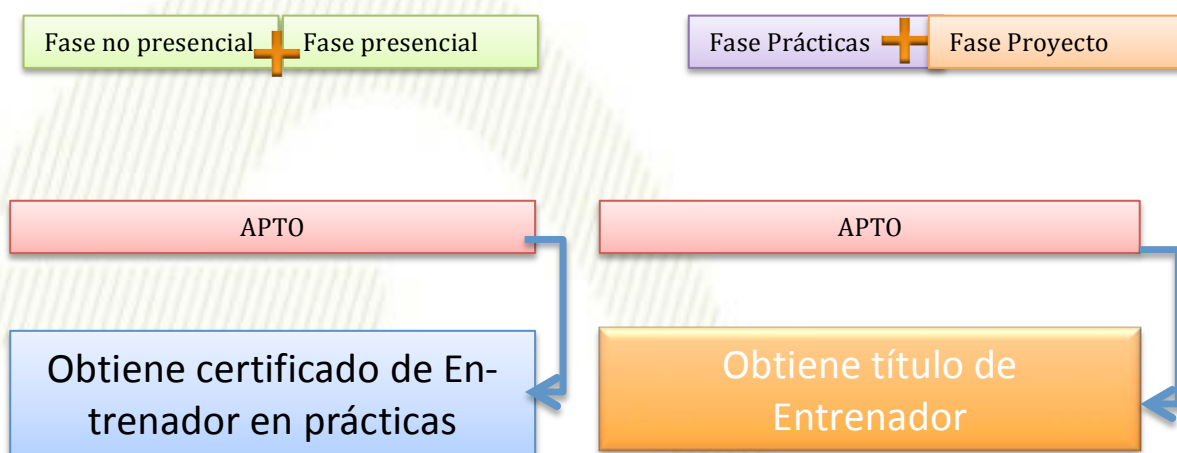 Fase no presencial
Fase presencial
Fase Prácticas
Fase Proyecto
APTO
APTO
Obtiene certificado de En-
trenador en prácticas
Obtiene título de
Entrenador